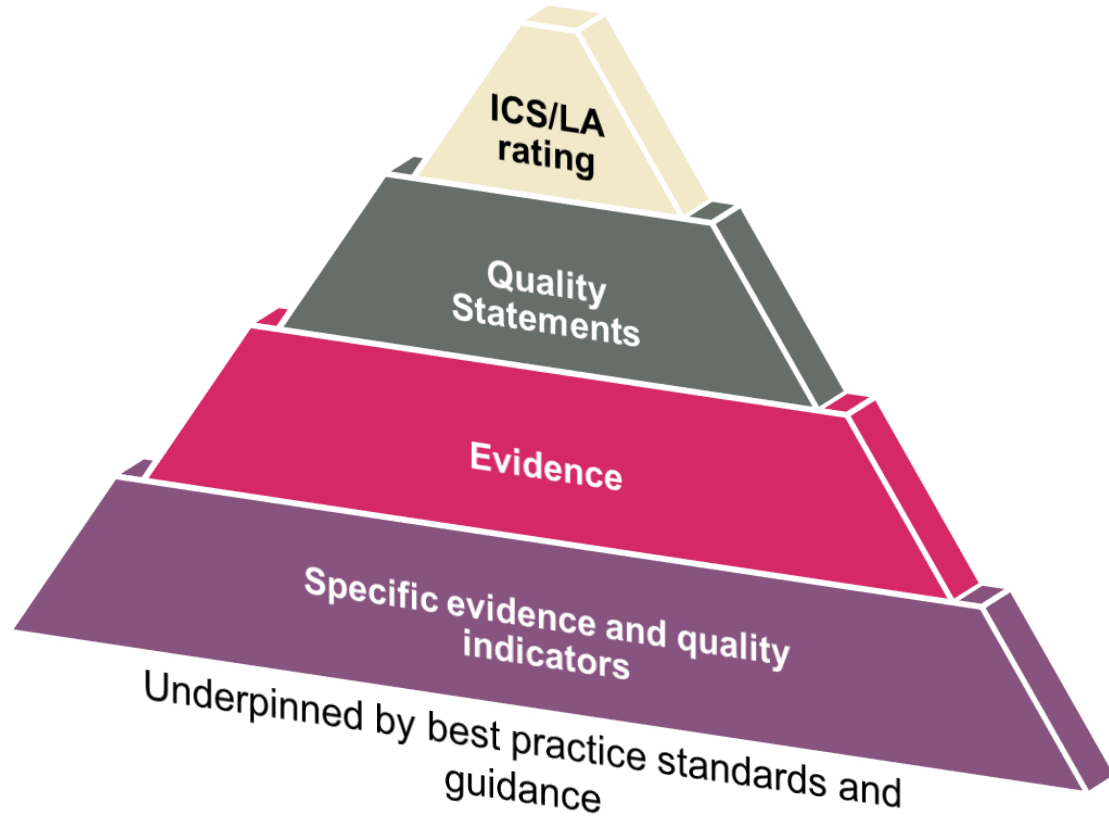 ICS/LA
rating
Quality
Statements
Evidence
Specific evidence and quality
indicators
Underpinned by best practice standards and
guidance